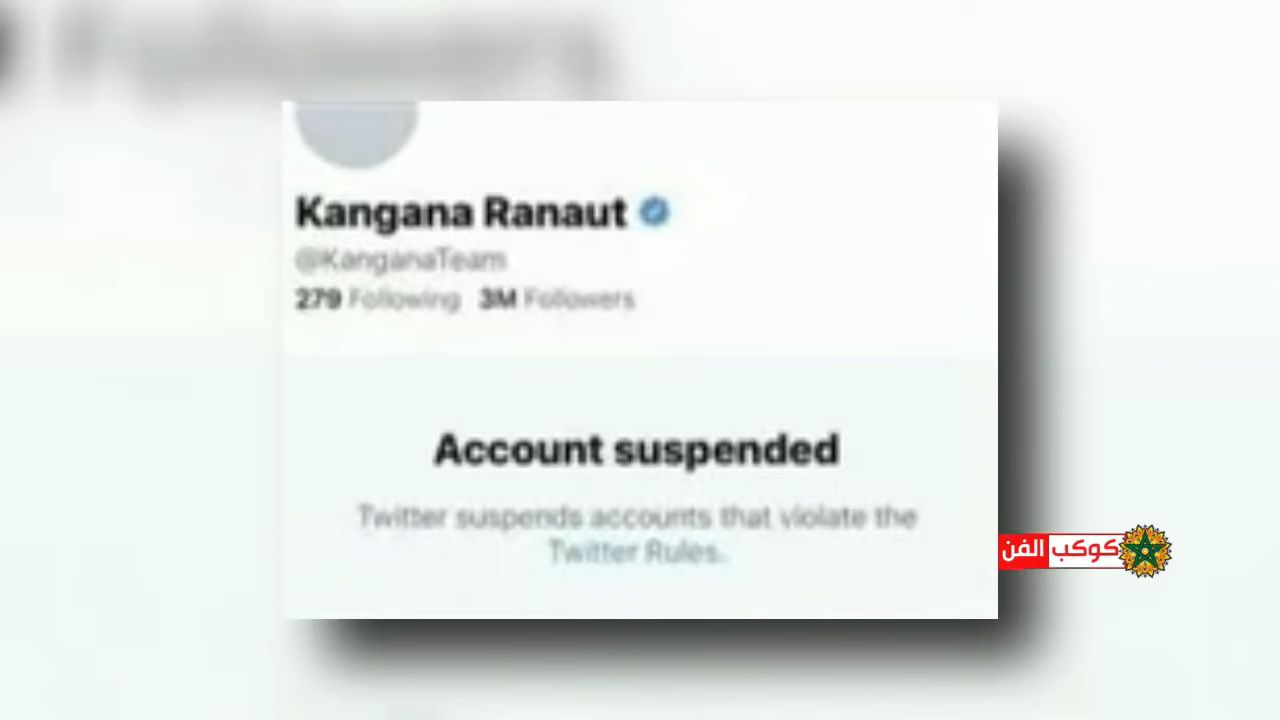 Kangana Ranaut
@KanganaTeam
279 Following 3M Followers
Account suspended
Twitter suspends accounts that violate the
Twitter Rules.
كوكب الفن